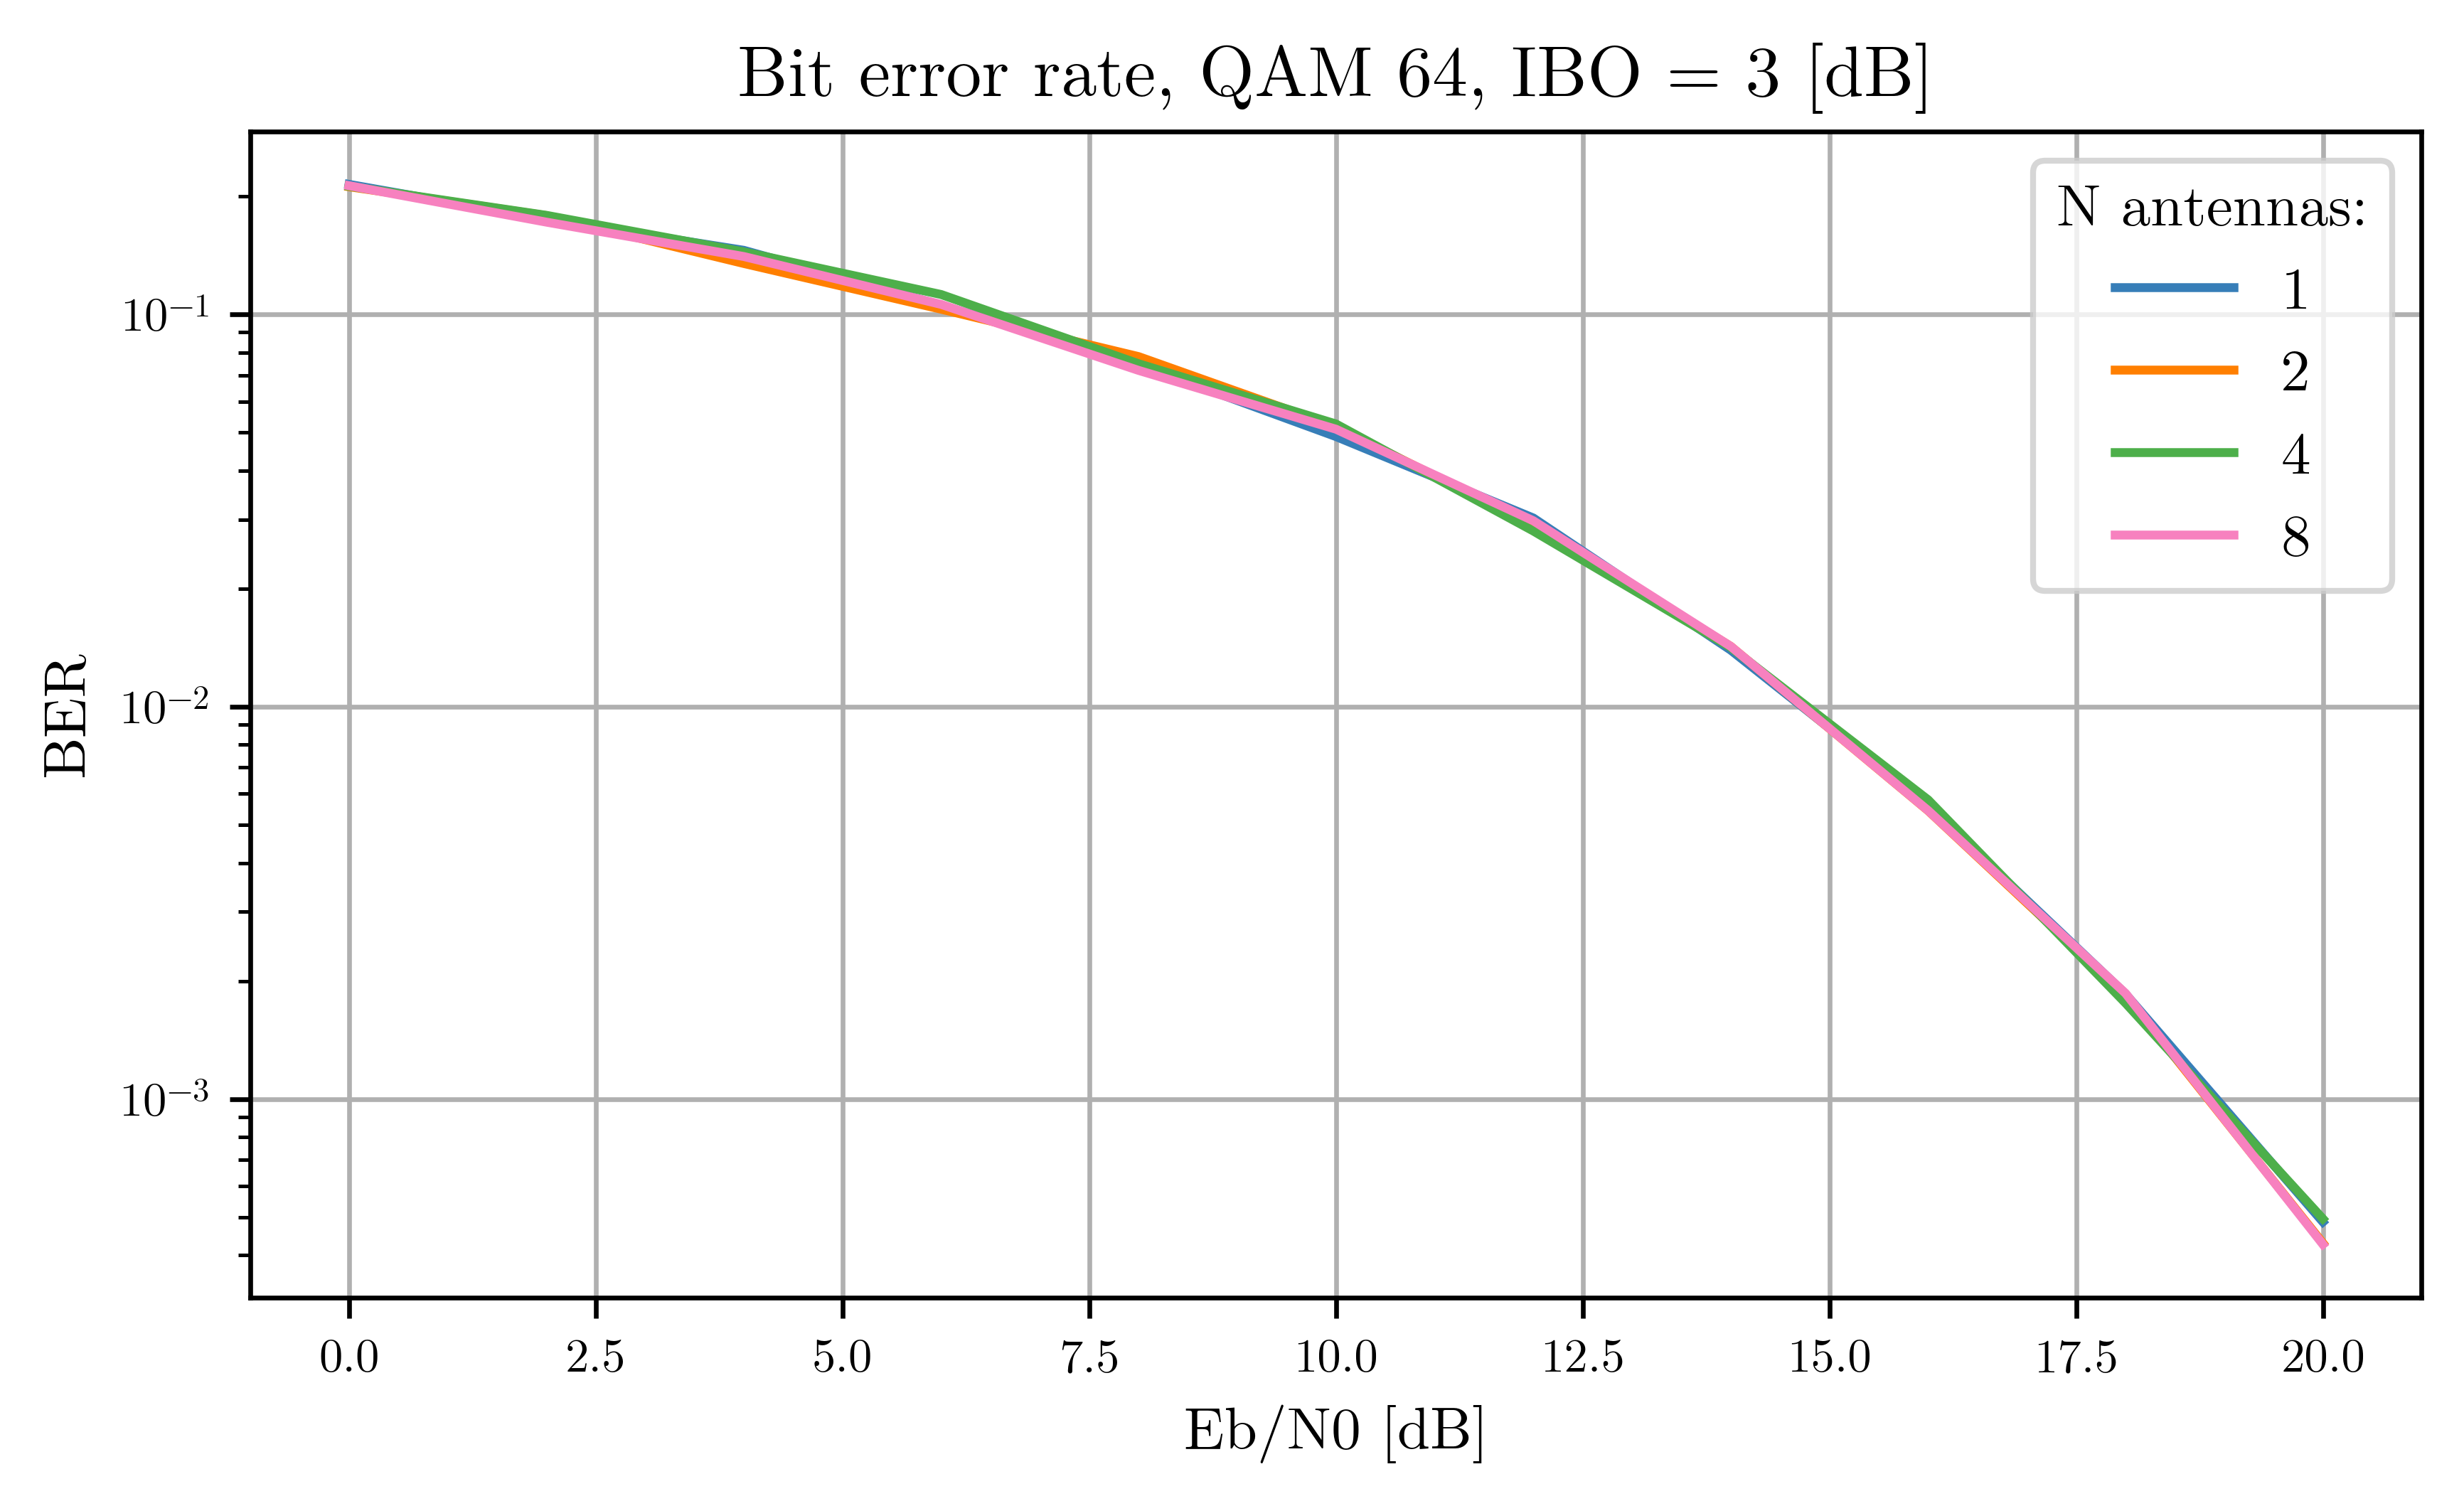 Bit error rate, QAM 64, IBO = 3 [dB]
N antennas:
1
2
4
8
BER
10⁻¹
10⁻²
10⁻³
0.0 2.5 5.0 7.5 10.0 12.5 15.0 17.5 20.0
Eb/N0 [dB]